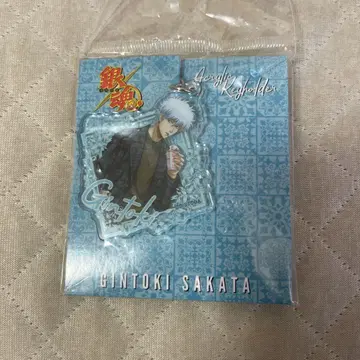 銀魂
Acrylic
Keyholder
Gintoki
GINTOKI SAKATA